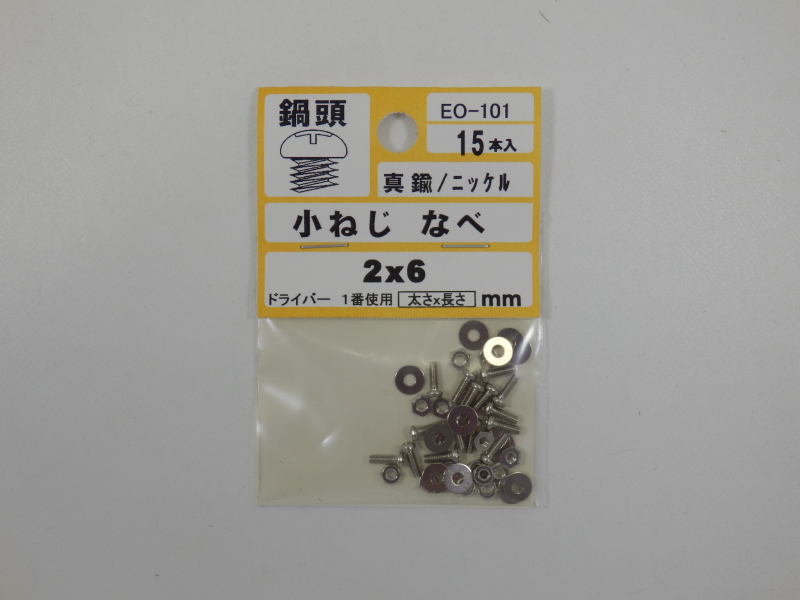 鍋頭
EO-101
15本入
真鍮/ニッケル
小ねじ なべ
2x6
ドライバー 1番使用 太さx長さ mm